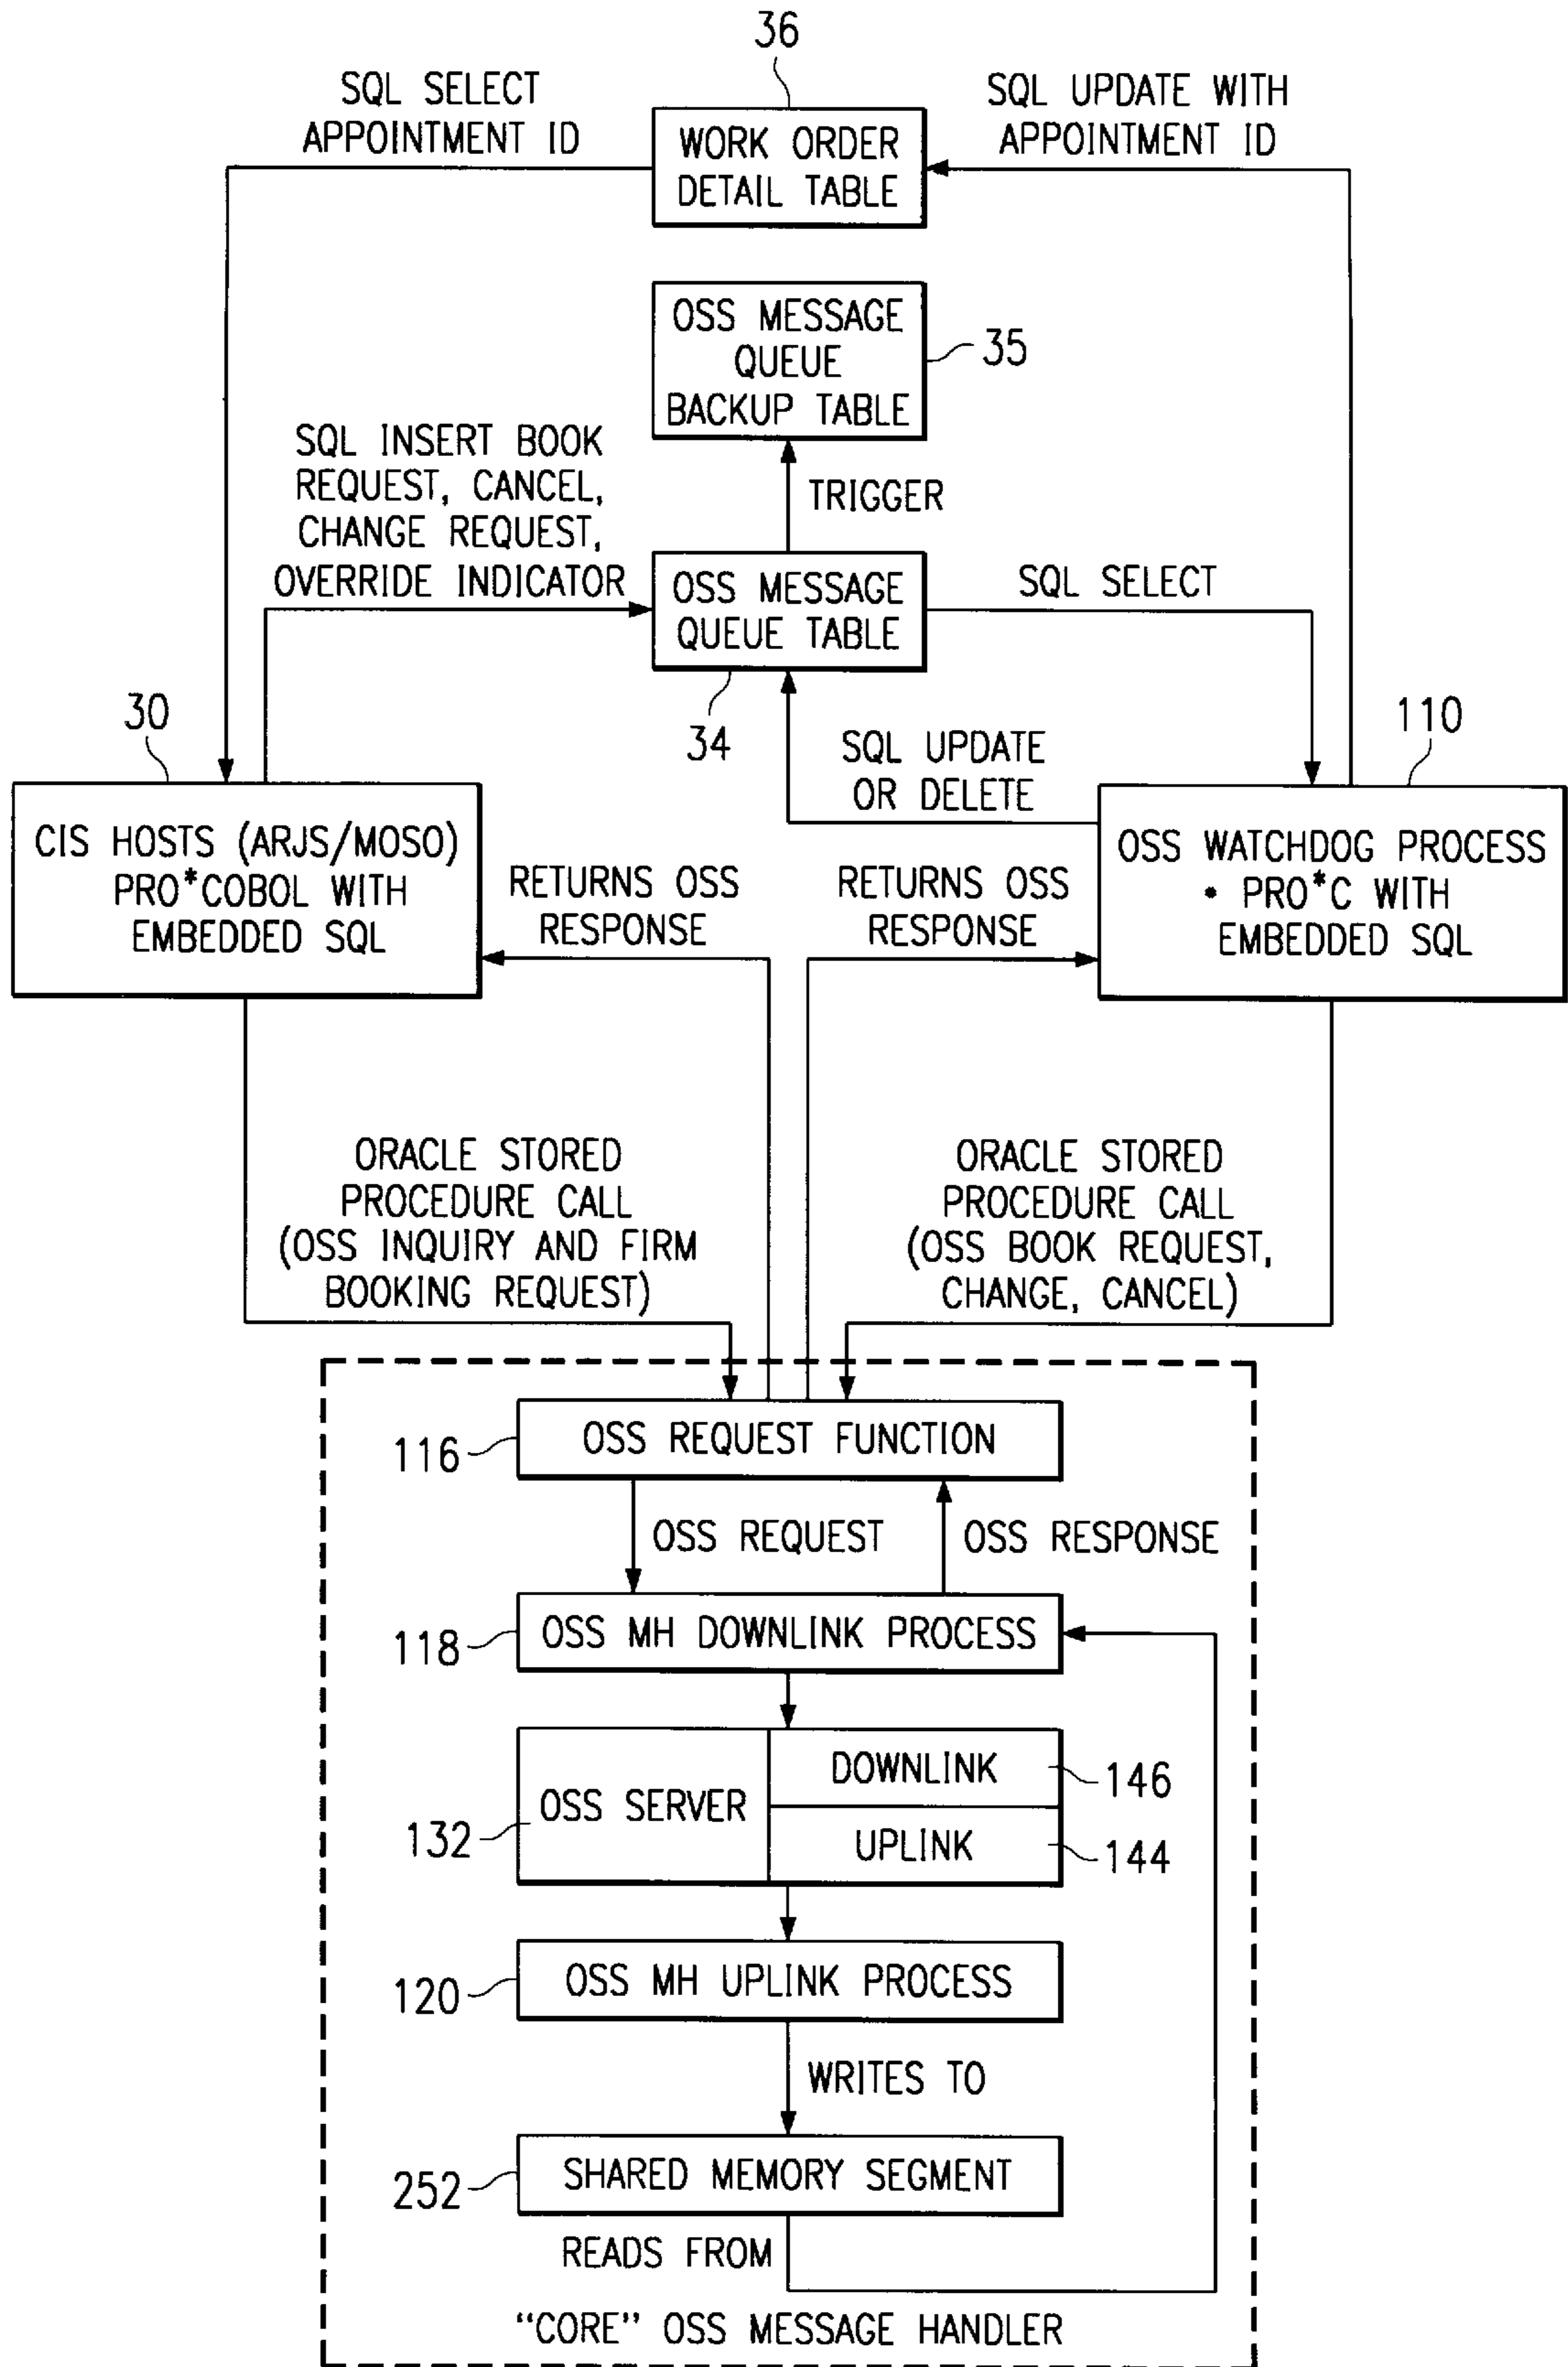 36
SQL SELECT
APPOINTMENT ID
WORK ORDER
DETAIL TABLE
SQL UPDATE WITH
APPOINTMENT ID
OSS MESSAGE
QUEUE
BACKUP TABLE
35
SQL INSERT BOOK
REQUEST, CANCEL,
CHANGE REQUEST,
OVERRIDE INDICATOR
TRIGGER
OSS MESSAGE
QUEUE TABLE
SQL SELECT
34
30
110
SQL UPDATE
OR DELETE
CIS HOSTS (ARJS/MOSO)
PRO*COBOL WITH
EMBEDDED SQL
RETURNS OSS
RESPONSE
RETURNS OSS
RESPONSE
OSS WATCHDOG PROCESS
• PRO*C WITH
EMBEDDED SQL
ORACLE STORED
PROCEDURE CALL
(OSS INQUIRY AND FIRM
BOOKING REQUEST)
ORACLE STORED
PROCEDURE CALL
(OSS BOOK REQUEST,
CHANGE, CANCEL)
116
OSS REQUEST FUNCTION
OSS REQUEST
OSS RESPONSE
118
OSS MH DOWNLINK PROCESS
132
OSS SERVER
DOWNLINK
146
UPLINK
144
120
OSS MH UPLINK PROCESS
WRITES TO
252
SHARED MEMORY SEGMENT
READS FROM
“CORE” OSS MESSAGE HANDLER